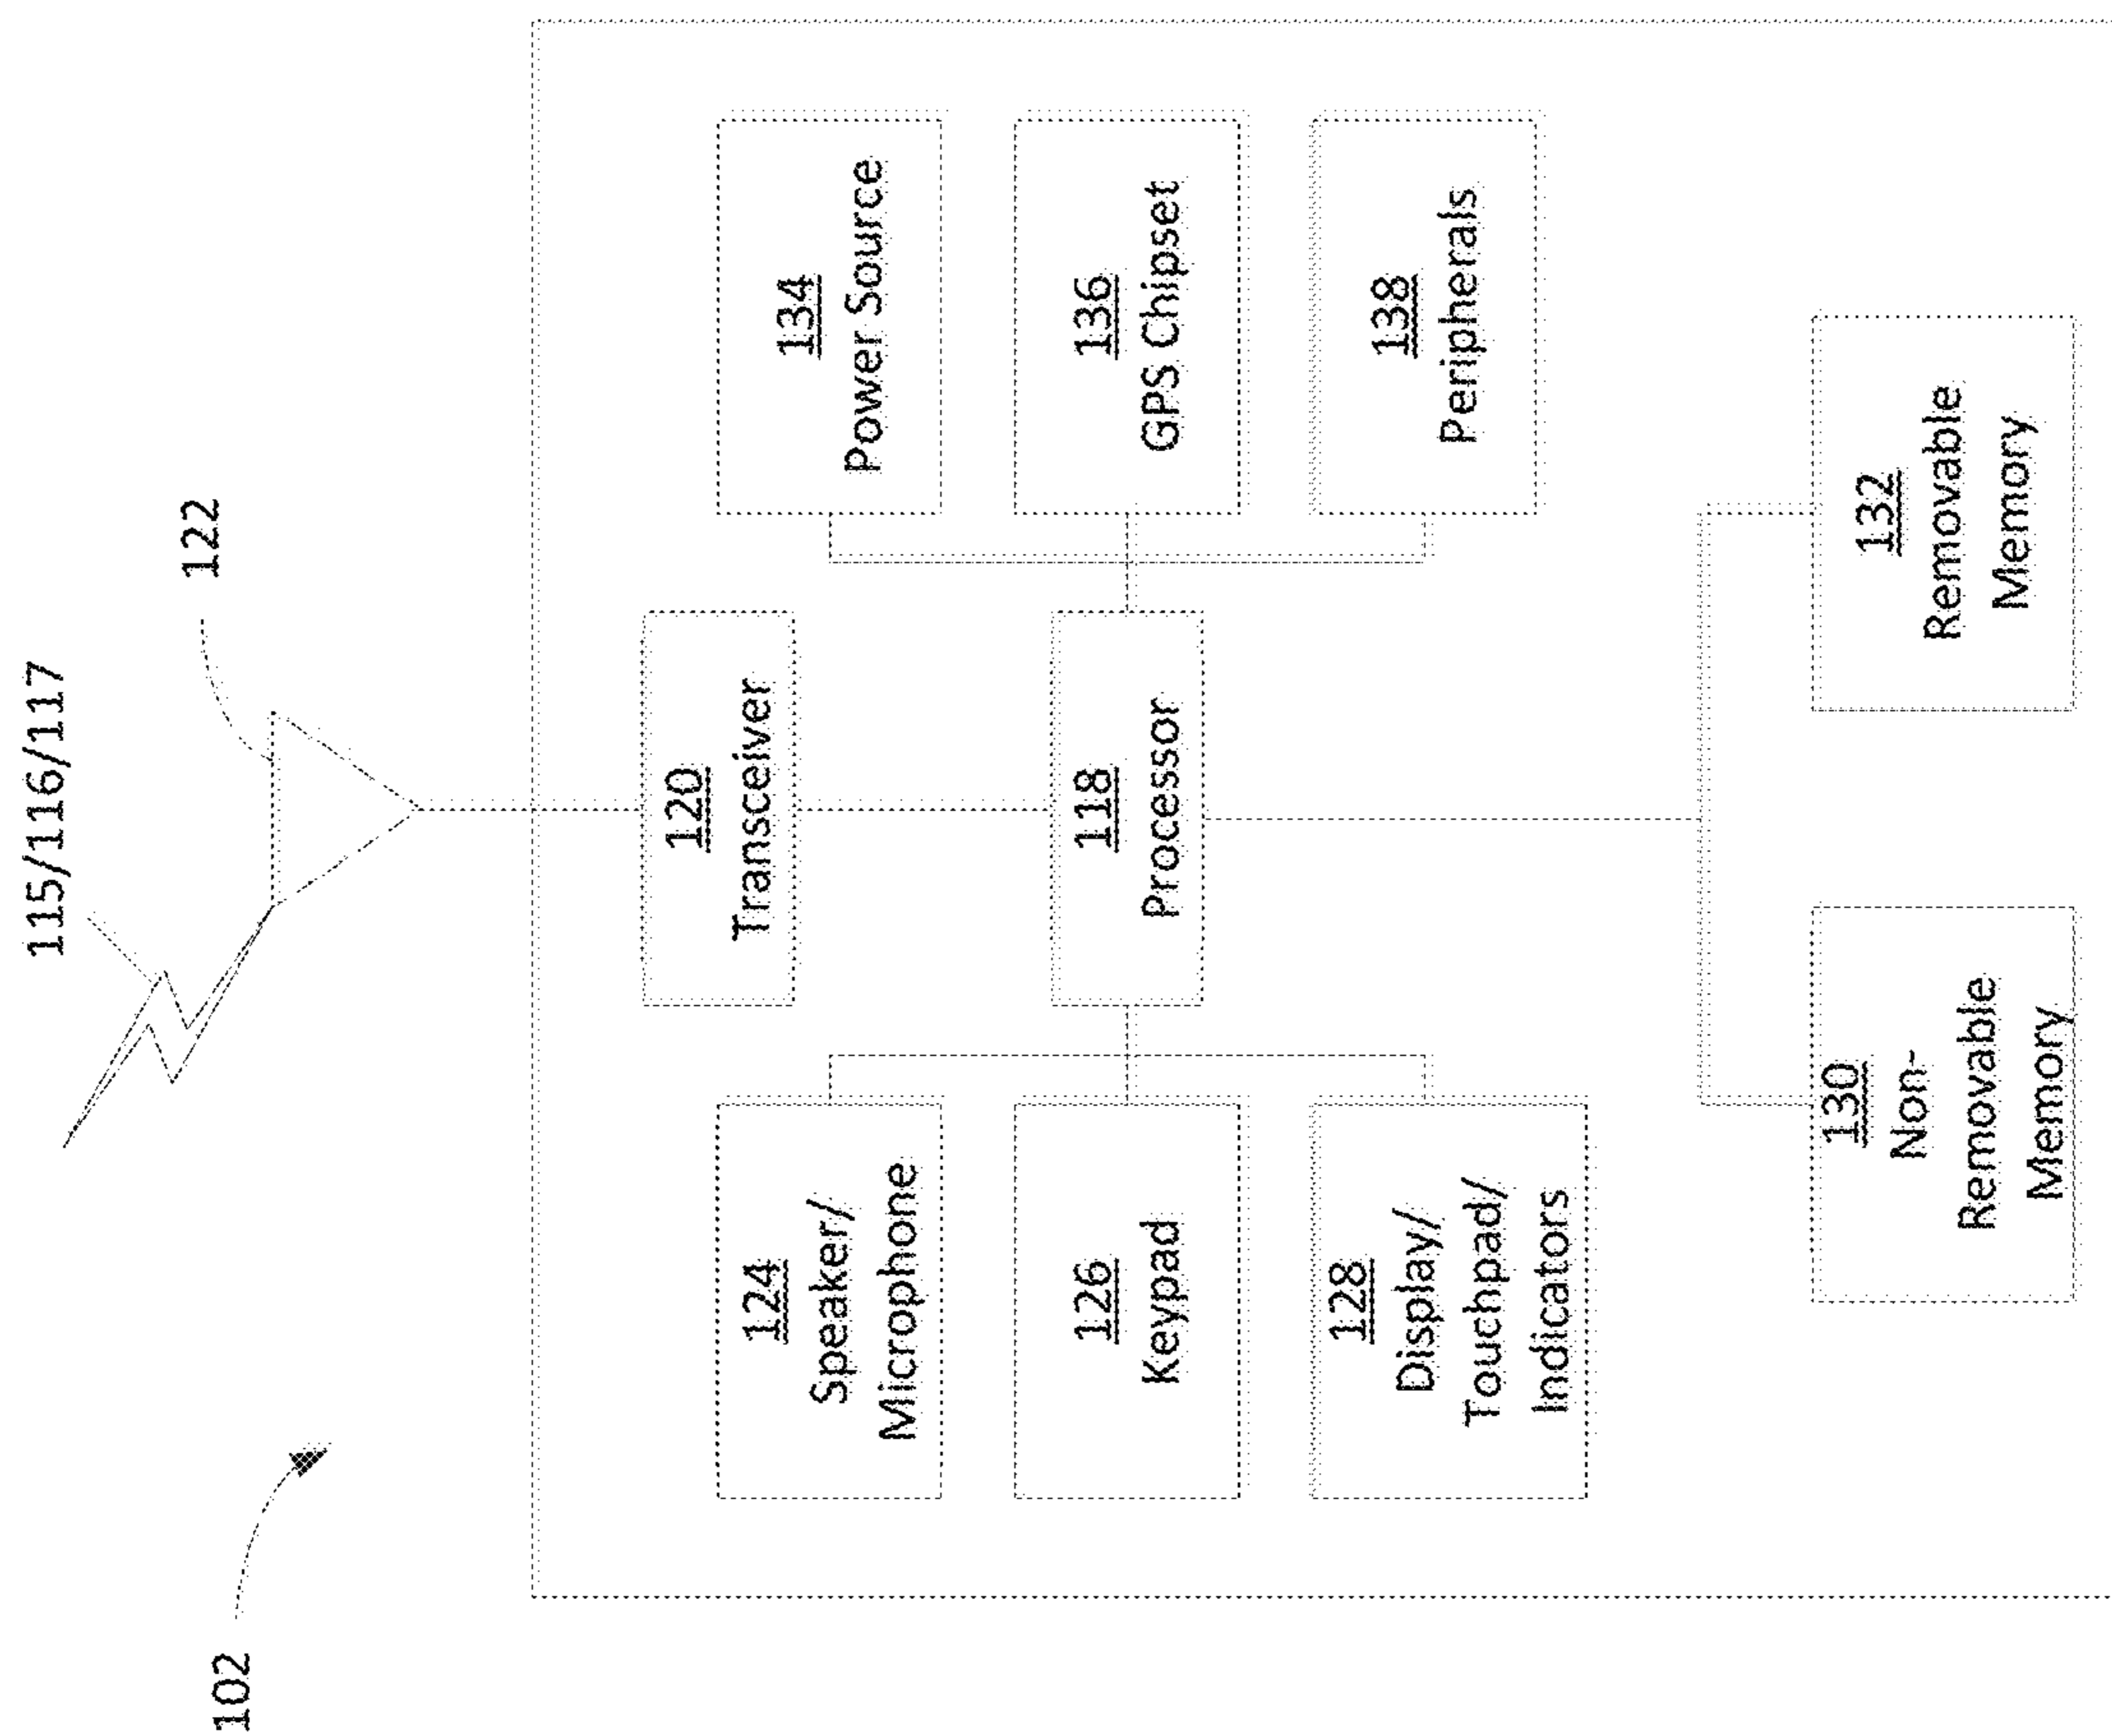 102
115/116/117
122
120
Transceiver
124
Speaker/
Microphone
134
Power Source
118
Processor
126
Keypad
136
GPS Chipset
128
Display/
Touchpad/
Indicators
138
Peripherals
130
Non-
Removable
Memory
132
Removable
Memory